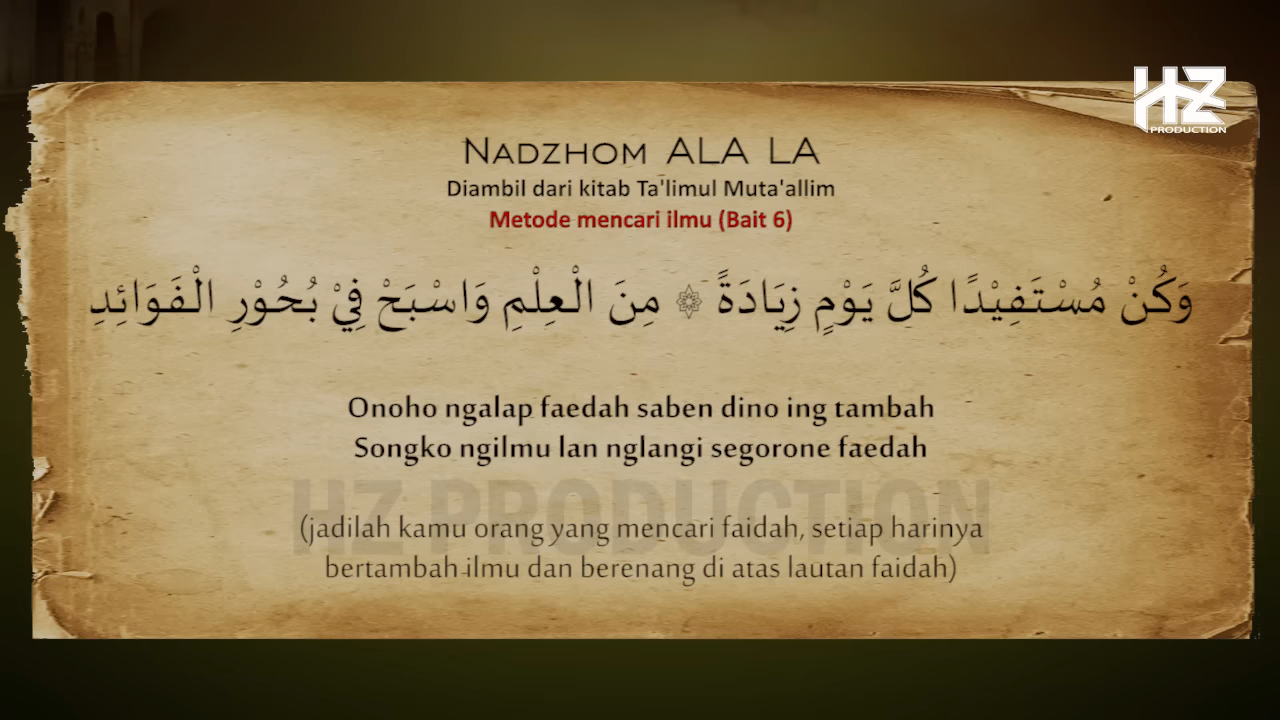 HZ
PRODUCTION
NADZHOM ALA LA
Diambil dari kitab Ta'limul Muta'allim
Metode mencari ilmu (Bait 6)
وَكُنْ مُسْتَفِيْدًا كُلَّ يَوْمٍ زِيَادَةً ۞ مِنَ الْعِلْمِ وَاسْبَحْ فِيْ بُحُوْرِ الْفَوَائِدِ
Onoho ngalap faedah saben dino ing tambah
Songko ngilmu lan nglangi segorone faedah
HZ PRODUCTION
(jadilah kamu orang yang mencari faidah, setiap harinya
bertambah ilmu dan berenang di atas lautan faidah)